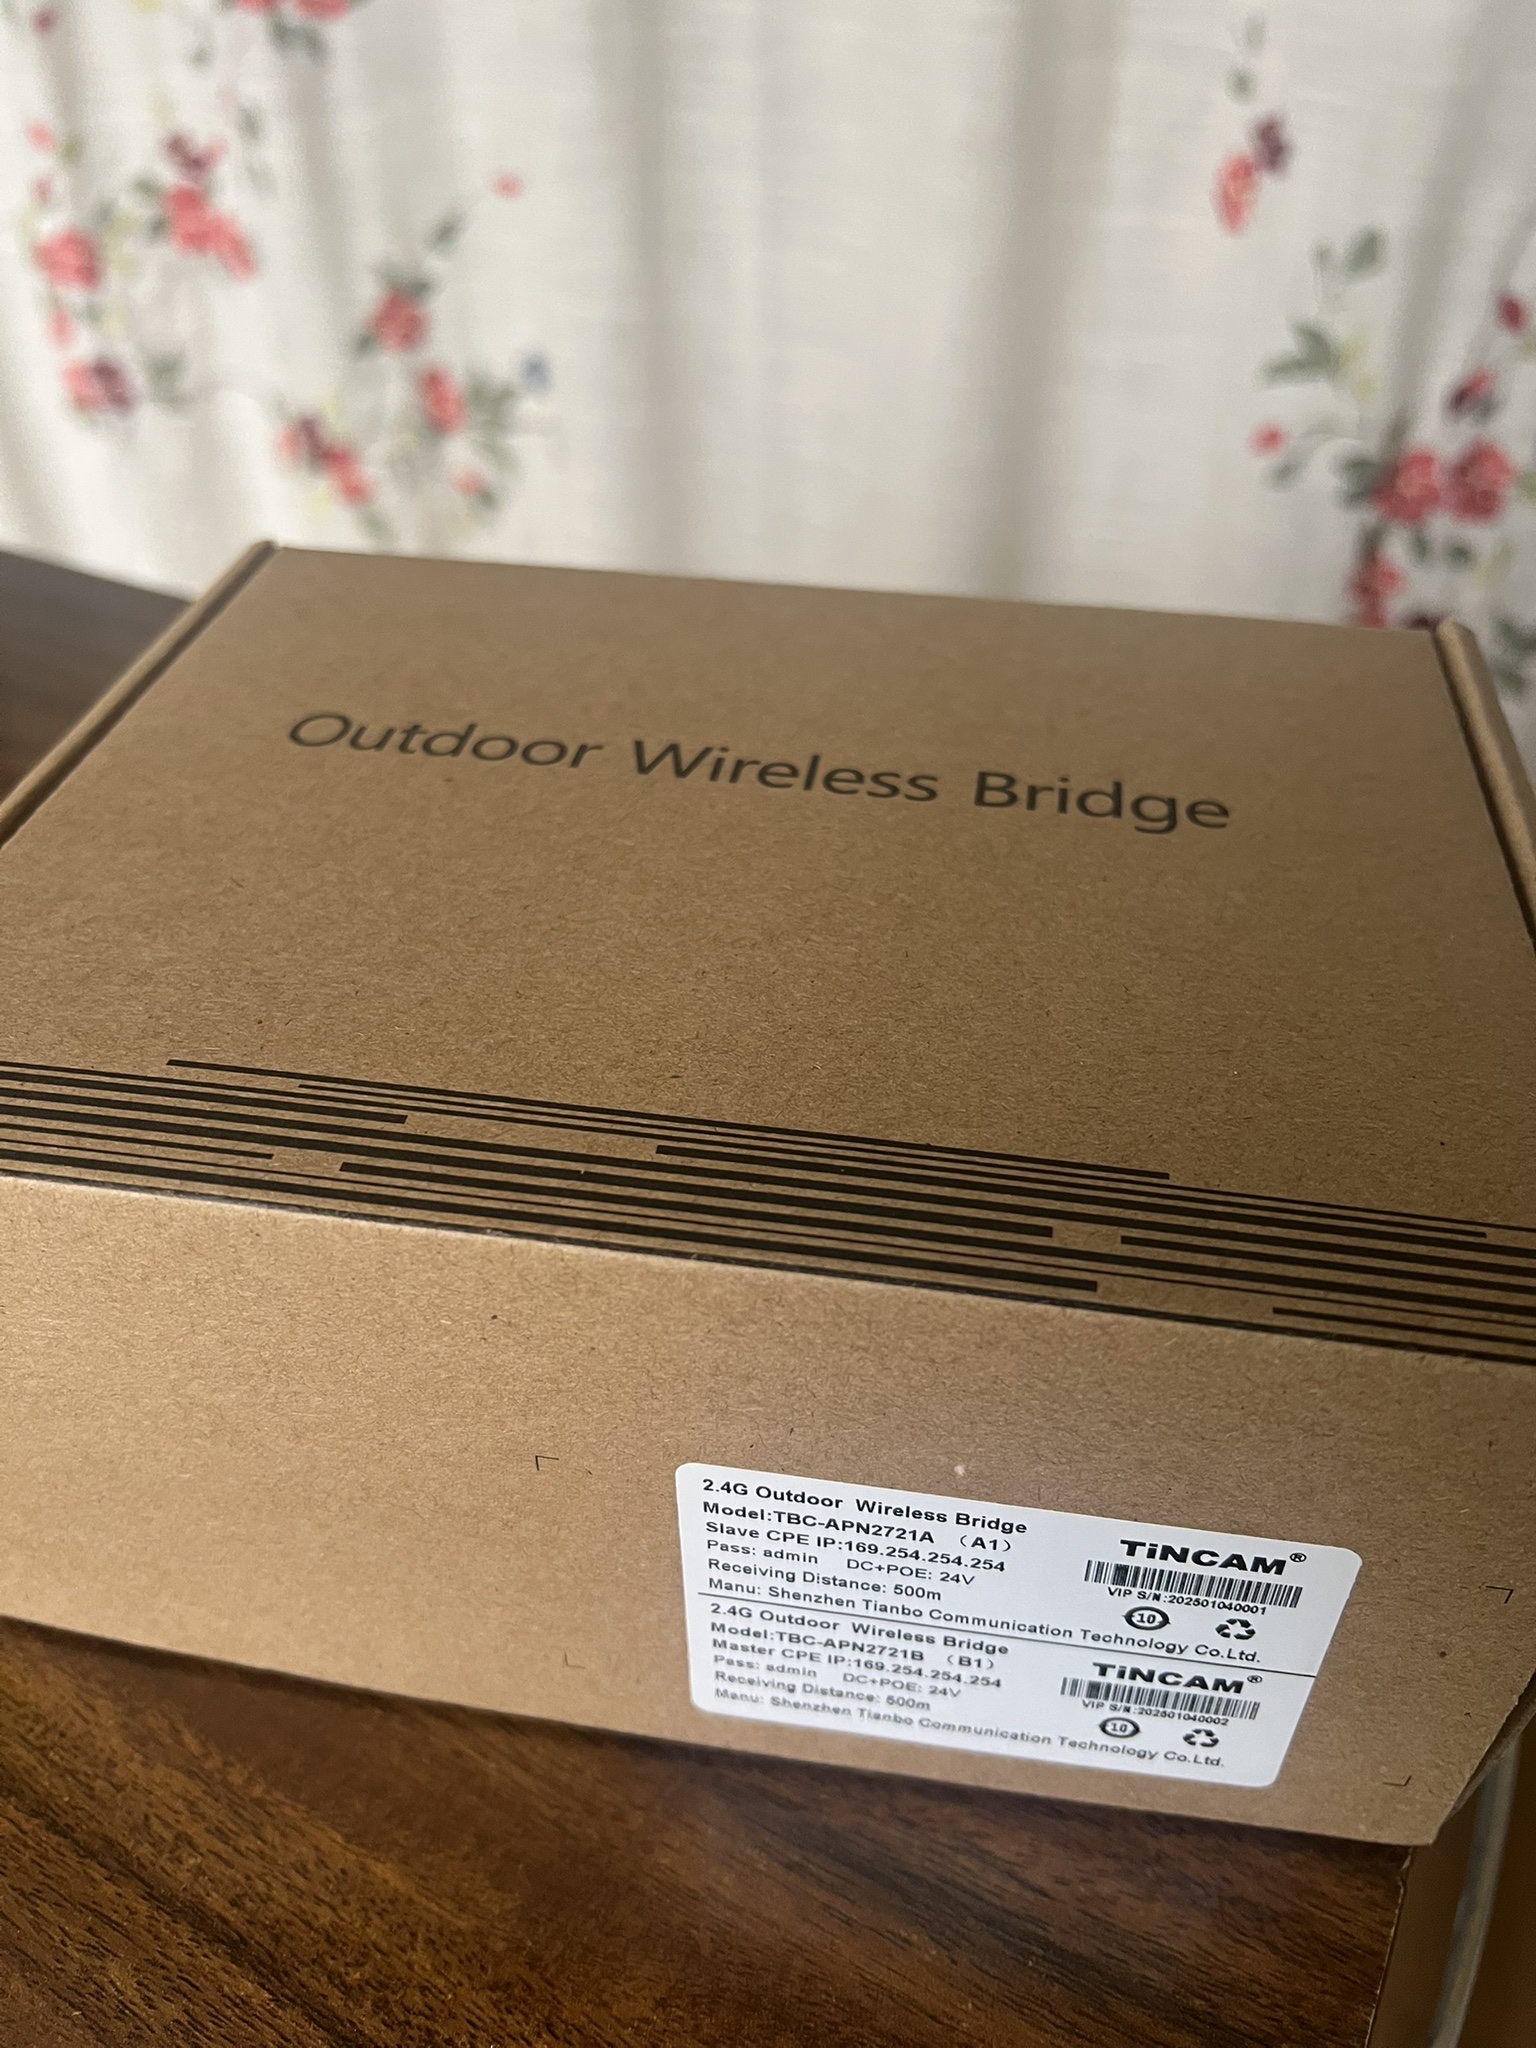 Outdoor Wireless Bridge
2.4G Outdoor Wireless Bridge
Model:TBC-APN2721A （A1）
Slave CPE IP:169.254.254.254
Pass: admin DC+POE: 24V
Receiving Distance: 500m
Manu: Shenzhen Tianbo Communication Technology Co.Ltd.
TiNCAM®
VIP S/N:202501040001
10
2.4G Outdoor Wireless Bridge
Model:TBC-APN2721B （B1）
Master CPE IP:169.254.254.254
Pass: admin DC+POE: 24V
Receiving Distance: 500m
Manu: Shenzhen Tianbo Communication Technology Co.Ltd.
TiNCAM®
VIP S/N:202501040002
10